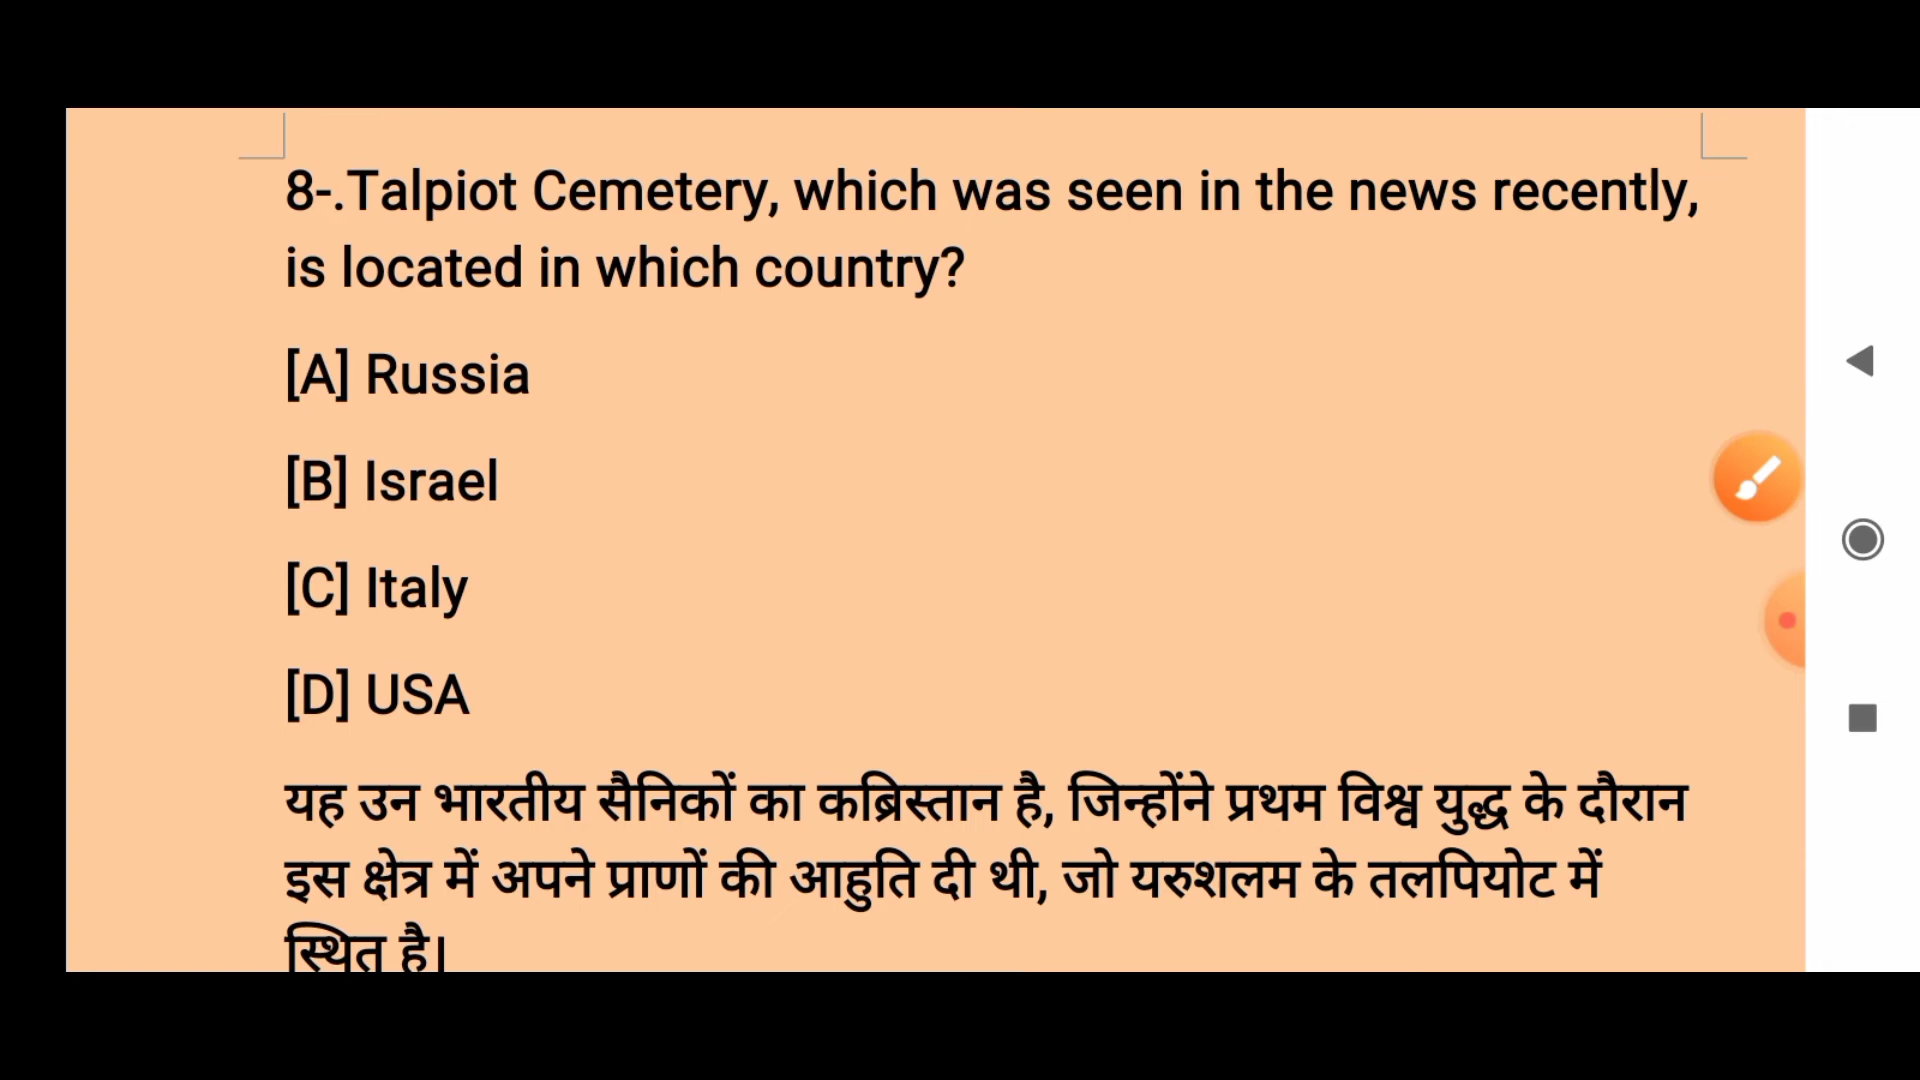 8-.Talpiot Cemetery, which was seen in the news recently,
is located in which country?
[A] Russia
[B] Israel
[C] Italy
[D] USA
यह उन भारतीय सैनिकों का कब्रिस्तान है, जिन्होंने प्रथम विश्व युद्ध के दौरान
इस क्षेत्र में अपने प्राणों की आहुति दी थी, जो यरुशलम के तलपियोट में
स्थित है।